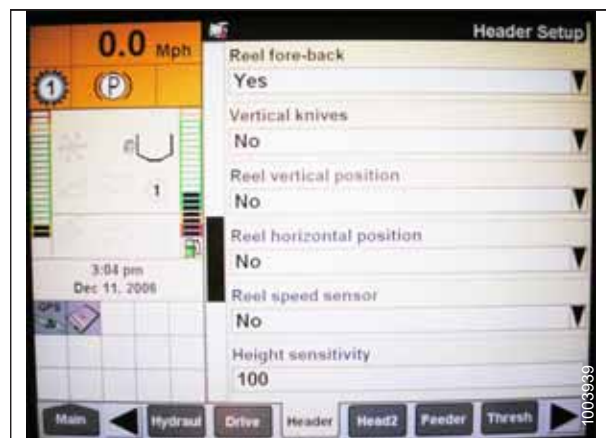 0.0 Mph
1
(P)
1
3:04 pm
Dec 11, 2006
GPS
Header Setup
Reel fore-back
Yes
Vertical knives
No
Reel vertical position
No
Reel horizontal position
No
Reel speed sensor
No
Height sensitivity
100
Main
Hydraul
Drive
Header
Head2
Feeder
Thresh
1003939